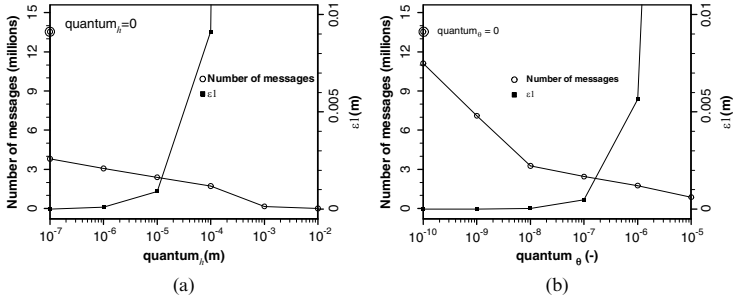 Number of messages (millions)
15
12
9
6
3
0
quantumₕ=0
Number of messages
ε1
0.01
0.005
0
ε1(m)
10⁻⁷
10⁻⁶
10⁻⁵
10⁻⁴
10⁻³
10⁻²
quantumₕ(m)
(a)
Number of messages (millions)
15
12
9
6
3
0
quantum_θ = 0
Number of messages
ε1
0.01
0.005
0
ε1(m)
10⁻¹⁰
10⁻⁹
10⁻⁸
10⁻⁷
10⁻⁶
10⁻⁵
quantum_θ (-)
(b)